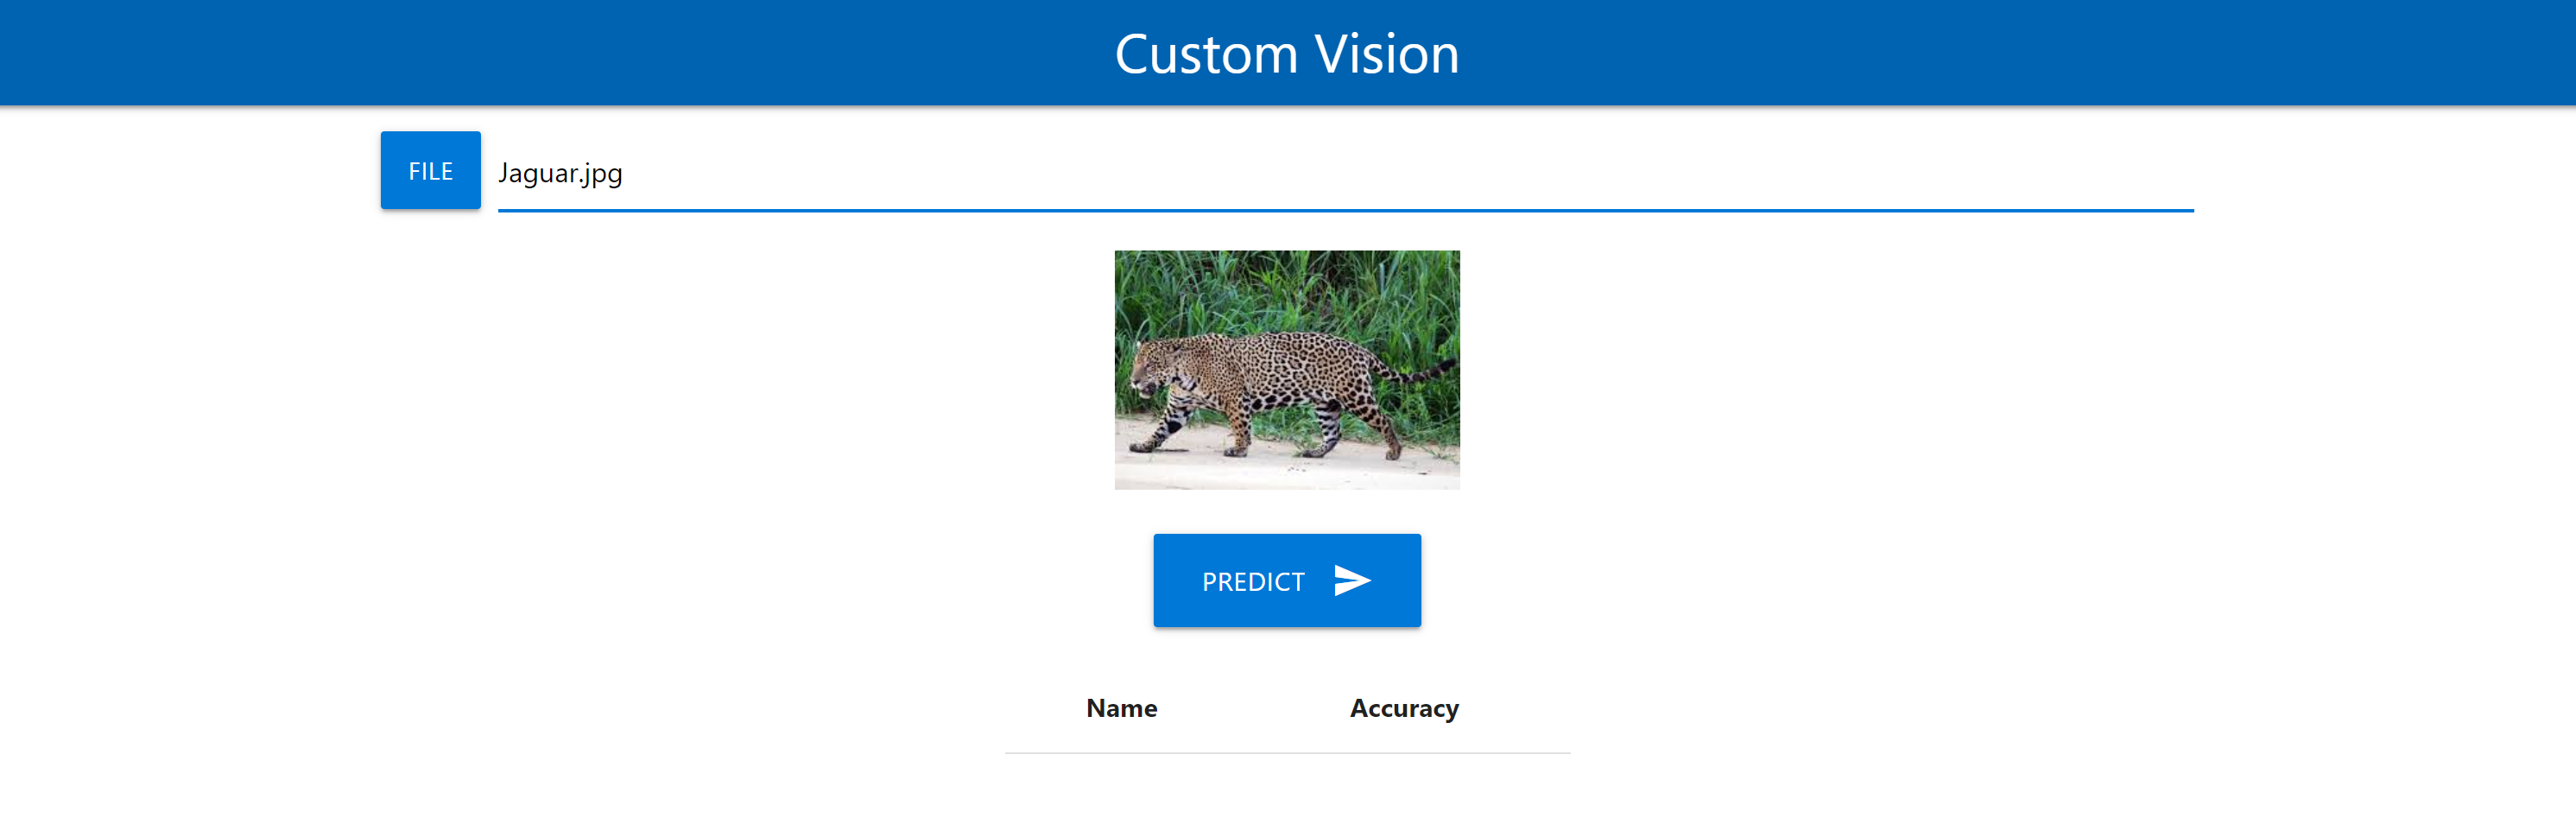 Custom Vision
FILE
Jaguar.jpg
PREDICT
Name Accuracy